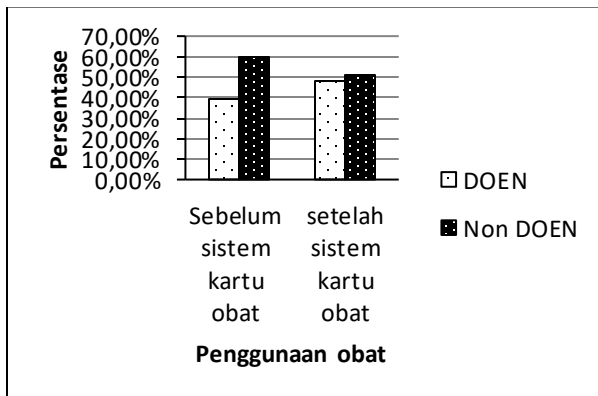 Persentase
70,00%
60,00%
50,00%
40,00%
30,00%
20,00%
10,00%
0,00%
Sebelum
sistem
kartu
obat
setelah
sistem
kartu
obat
Penggunaan obat
DOEN
Non DOEN